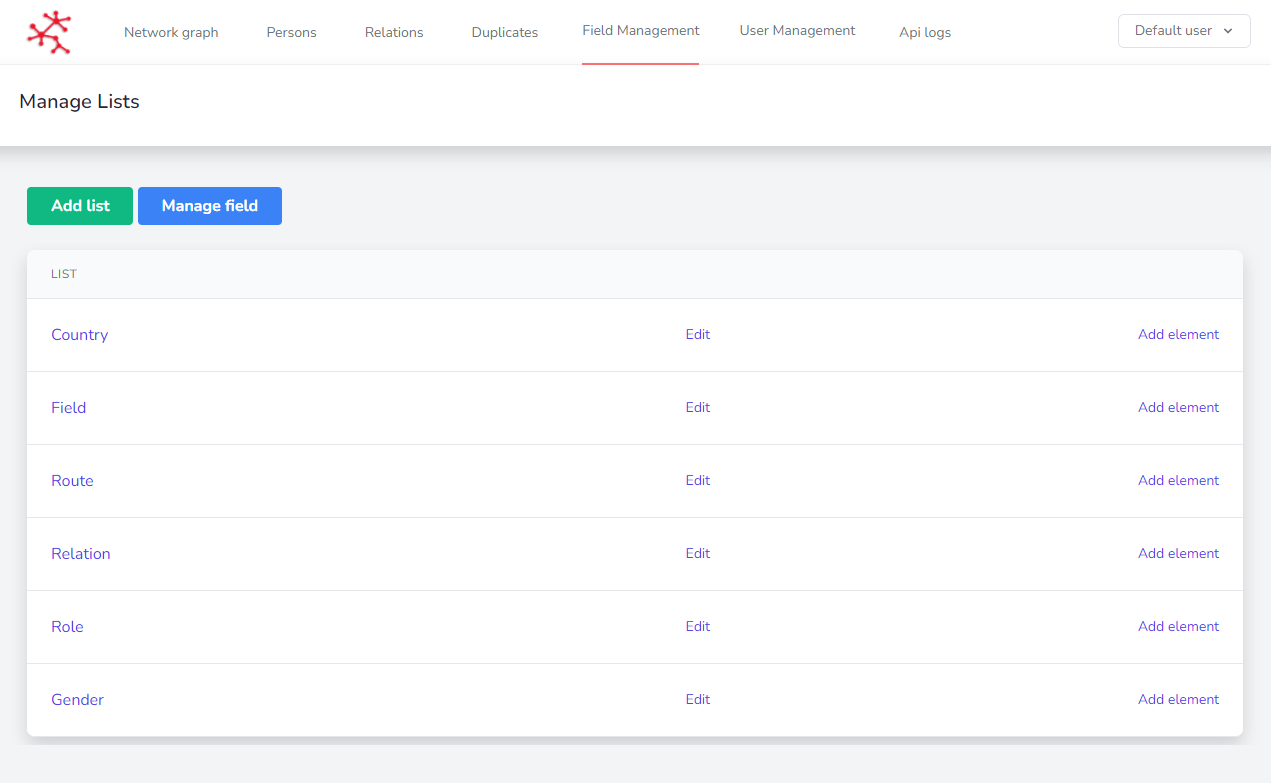 Network graph Persons Relations Duplicates Field Management User Management Api logs Default user
Manage Lists
Add list Manage field
LIST
Country Edit Add element
Field Edit Add element
Route Edit Add element
Relation Edit Add element
Role Edit Add element
Gender Edit Add element